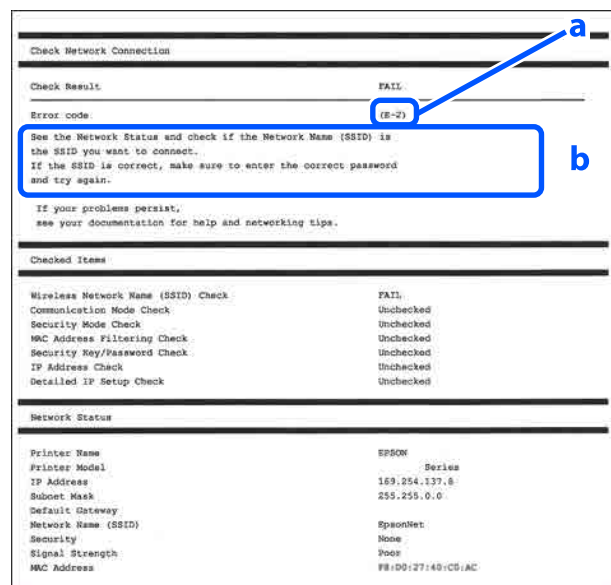 a
Check Network Connection
Check Result FAIL
Error code (E-2)
See the Network Status and check if the Network Name (SSID) is
the SSID you want to connect.
If the SSID is correct, make sure to enter the correct password
and try again.
b
If your problems persist,
see your documentation for help and networking tips.
Checked Items
Wireless Network Name (SSID) Check FAIL
Communication Mode Check Unchecked
Security Mode Check Unchecked
MAC Address Filtering Check Unchecked
Security Key/Password Check Unchecked
IP Address Check Unchecked
Detailed IP Setup Check Unchecked
Network Status
Printer Name EPSON
Printer Model Series
IP Address 169.254.137.8
Subnet Mask 255.255.0.0
Default Gateway
Network Name (SSID) EpsonNet
Security None
Signal Strength Poor
MAC Address F8:D0:27:40:C0:AC